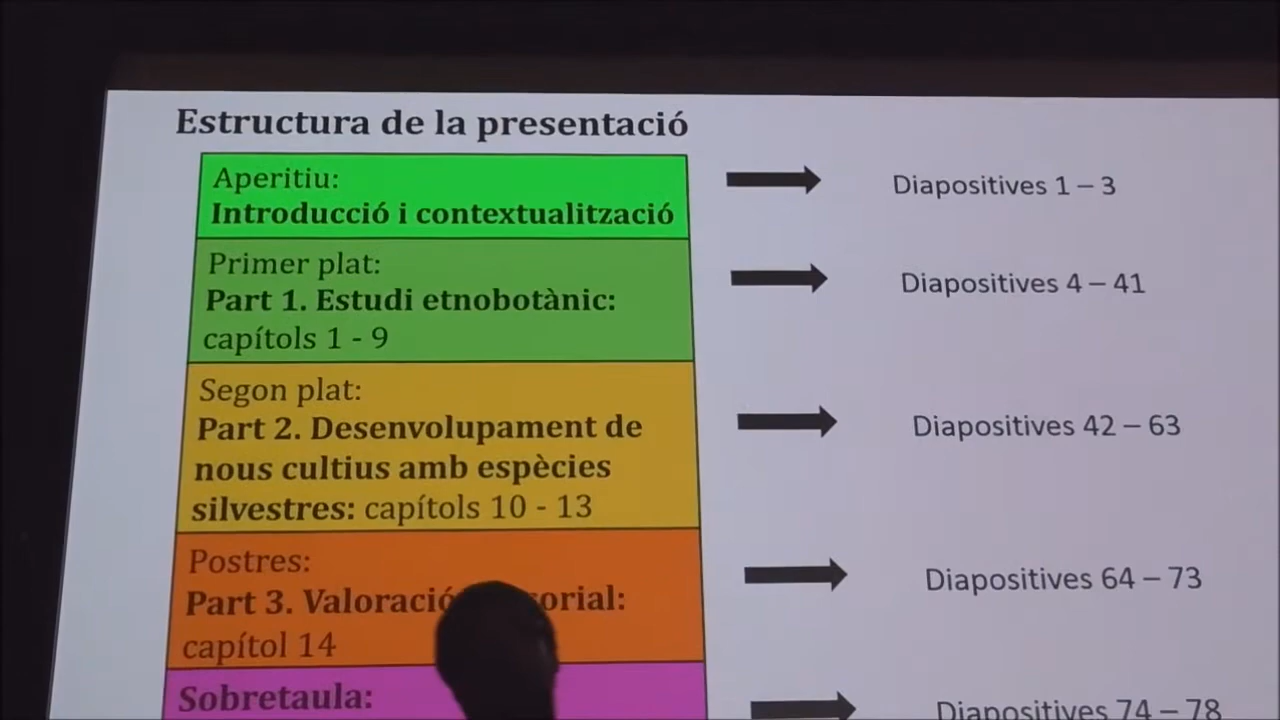 Estructura de la presentació
Aperitiu:
Introducció i contextualització
Diapositives 1 – 3
Primer plat:
Part 1. Estudi etnobotànic:
capítols 1 - 9
Diapositives 4 – 41
Segon plat:
Part 2. Desenvolupament de
nous cultius amb espècies
silvestres: capítols 10 - 13
Diapositives 42 – 63
Postres:
Part 3. Valoració sorial:
capítol 14
Diapositives 64 – 73
Sobretaula:
Diapositives 74 – 78